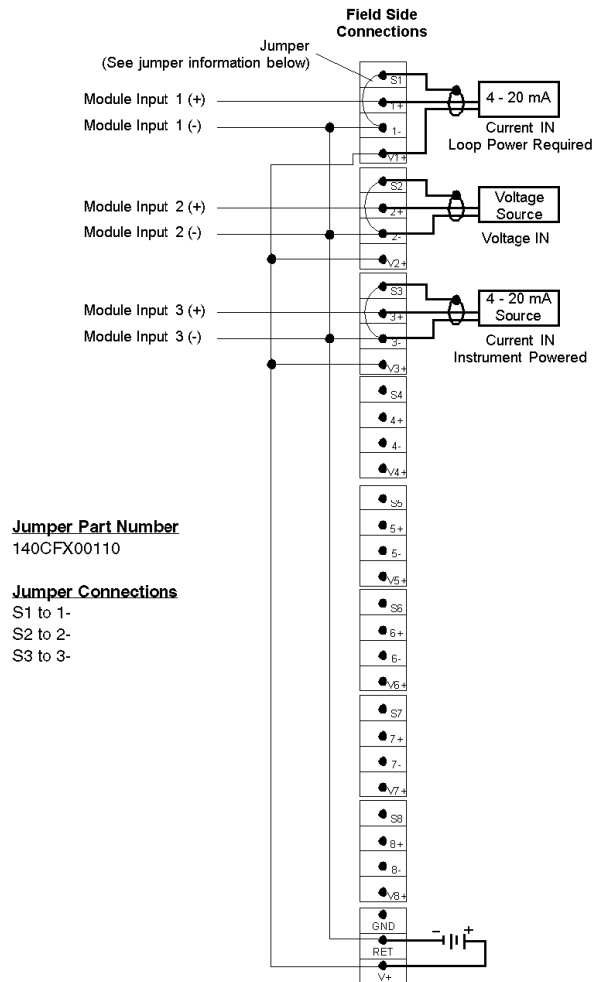 Field Side
Connections
Jumper
(See jumper information below)
S1
Module Input 1 (+)
1+
4 - 20 mA
Module Input 1 (-)
1-
Current IN
Loop Power Required
V1+
S2
Module Input 2 (+)
2+
Voltage
Source
Module Input 2 (-)
2-
Voltage IN
V2+
S3
Module Input 3 (+)
3+
4 - 20 mA
Source
Module Input 3 (-)
3-
Current IN
Instrument Powered
V3+
S4
4+
4-
V4+
S5
Jumper Part Number
5+
140CFX00110
5-
V5+
Jumper Connections
S1 to 1-
S2 to 2-
S3 to 3-
S6
6+
6-
V6+
S7
7+
7-
V7+
S8
8+
8-
V8+
GND
- +
RET
V+